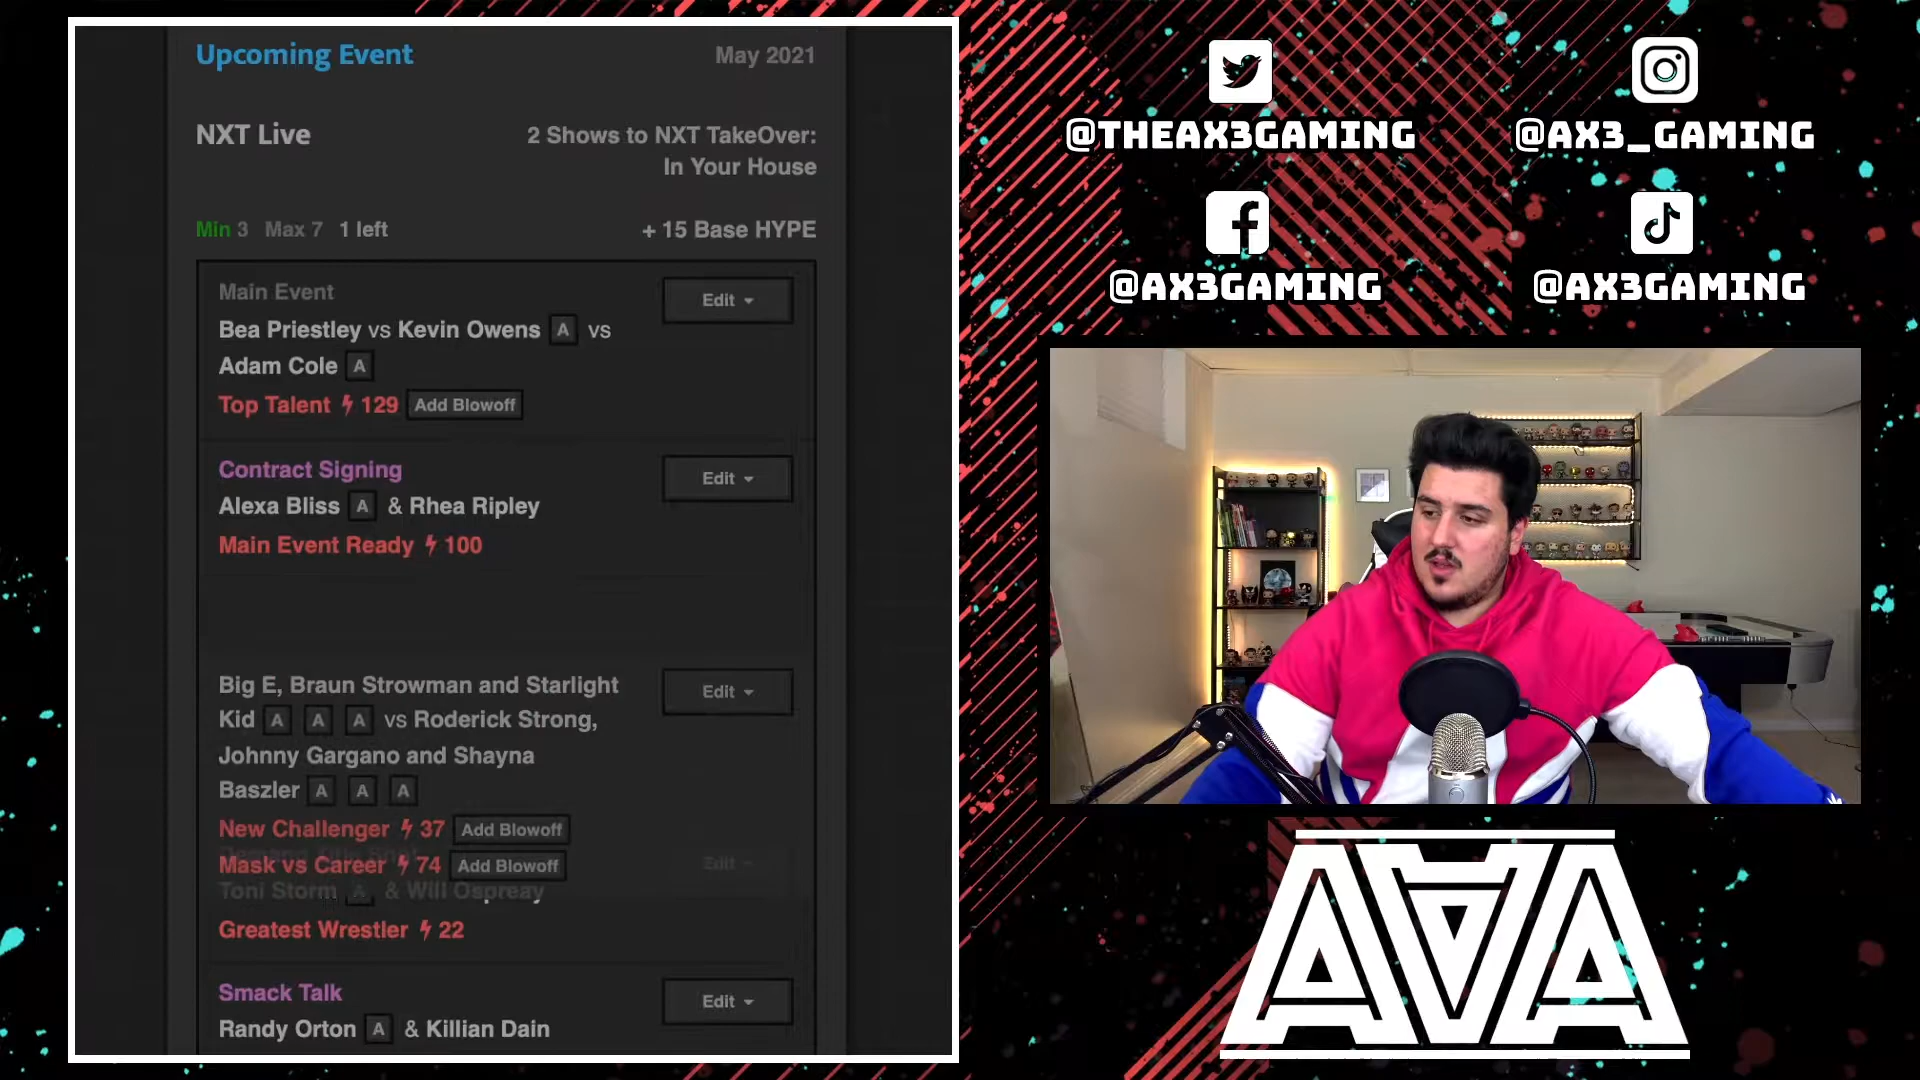 Upcoming Event
May 2021
NXT Live
2 Shows to NXT TakeOver:
In Your House
Min 3 Max 7 1 left
+ 15 Base HYPE
Main Event
Edit
Bea Priestley vs Kevin Owens A vs
Adam Cole A
Top Talent 129 Add Blowoff
Contract Signing
Edit
Alexa Bliss A & Rhea Ripley
Main Event Ready 100
Big E, Braun Strowman and Starlight
Edit
Kid A A A vs Roderick Strong,
Johnny Gargano and Shayna
Baszler A A A
New Challenger 37 Add Blowoff
Mask vs Career 74 Add Blowoff
Edit
Toni Storm A & Will Ospreay
Greatest Wrestler 22
Smack Talk
Edit
Randy Orton A & Killian Dain
@THEAX3GAMING
@AX3_GAMING
@AX3GAMING
@AX3GAMING